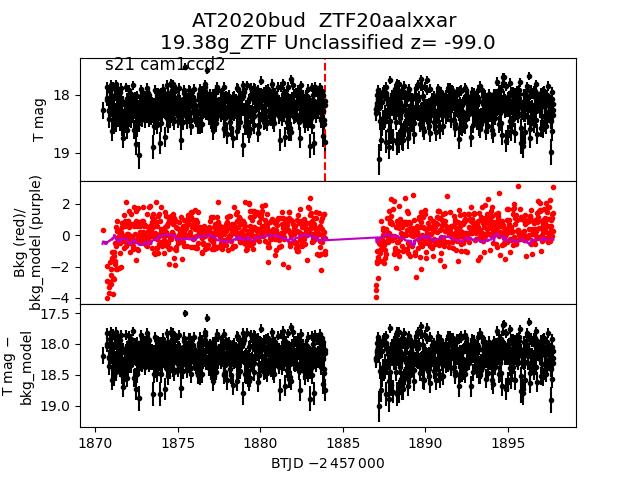 AT2020bud  ZTF20aalxxar
19.38g_ZTF Unclassified z= -99.0
s21 cam1ccd2
T mag
18
19
Bkg (red)/
bkg_model (purple)
2
0
−2
−4
T mag −
bkg_model
17.5
18.0
18.5
19.0
1870
1875
1880
1885
1890
1895
BTJD −2 457 000